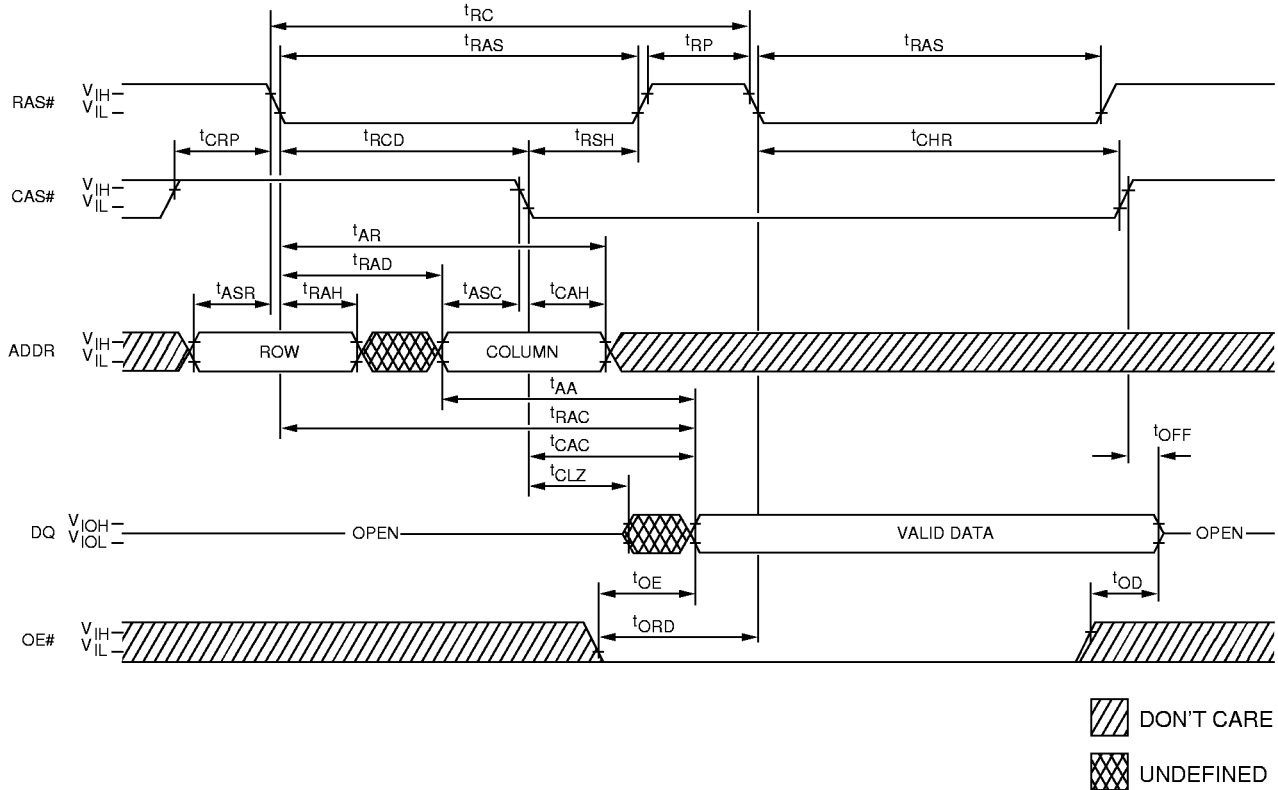 tRC
tRAS tRP tRAS
RAS# VIH
VIL
tCRP tRCD tRSH tCHR
CAS# VIH
VIL
tAR
tRAD
tASR tRAH tASC tCAH
ADDR VIH
VIL
ROW COLUMN
tAA
tRAC
tCAC tOFF
tCLZ
DQ VIOH
VIOL
OPEN VALID DATA OPEN
tOE tOD
tORD
OE# VIH
VIL
DON'T CARE
UNDEFINED